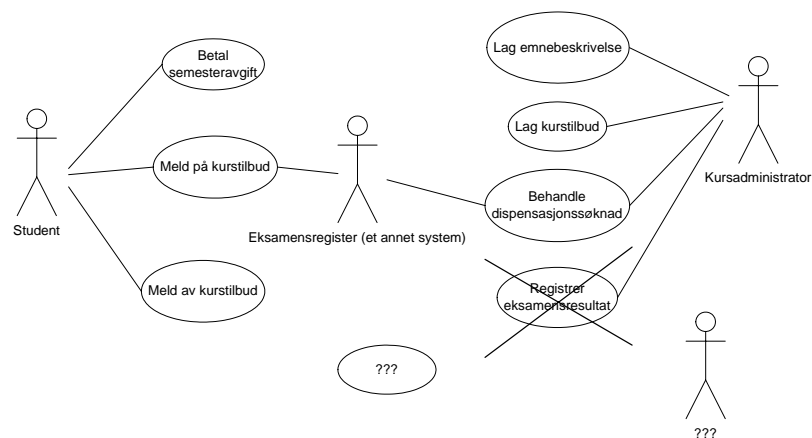 Betal
semesteravgift
Lag emnebeskrivelse
Lag kurstilbud
Meld på kurstilbud
Kursadministrator
Behandle
dispensasjonssøknad
Student
Eksamensregister (et annet system)
Meld av kurstilbud
Registrer
eksamensresultat
???
???